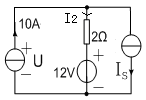 10A
I2
2Ω
+
U
−
12V
+
−
Is